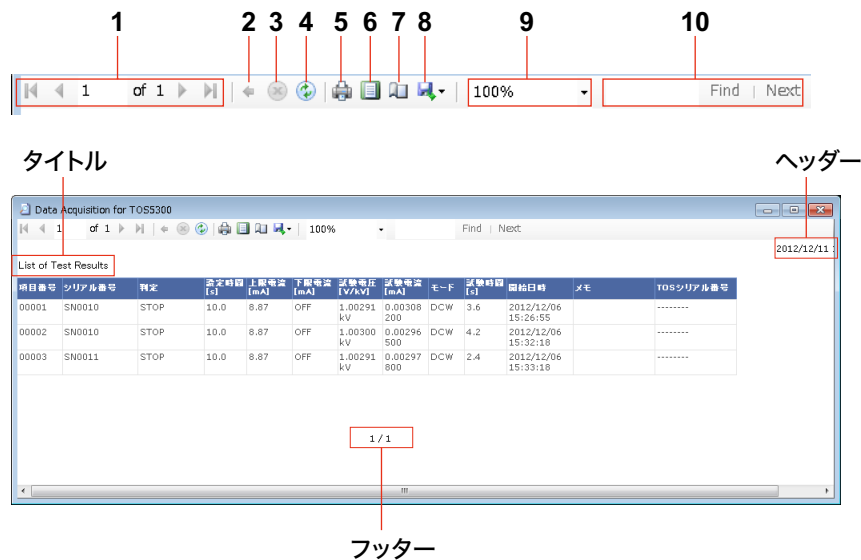 1 2 3 4 5 6 7 8 9 10
1 of 1 100% Find | Next
タイトル ヘッダー
Data Acquisition for TOS5300
1 of 1 100% Find | Next
2012/12/11
List of Test Results
項目番号 シリアル番号 判定 設定時間[s] 上限電流[mA] 下限電流[mA] 試験電圧[V/kV] 試験電流[mA] モード 試験時間[s] 開始日時 メモ TOSシリアル番号
00001 SN0010 STOP 10.0 8.87 OFF 1.00291 kV 0.00308200 DCW 3.6 2012/12/06 15:26:55 --------
00002 SN0010 STOP 10.0 8.87 OFF 1.00300 kV 0.00296500 DCW 4.2 2012/12/06 15:32:18 --------
00003 SN0011 STOP 10.0 8.87 OFF 1.00291 kV 0.00297800 DCW 2.4 2012/12/06 15:33:18 --------
1 / 1
フッター